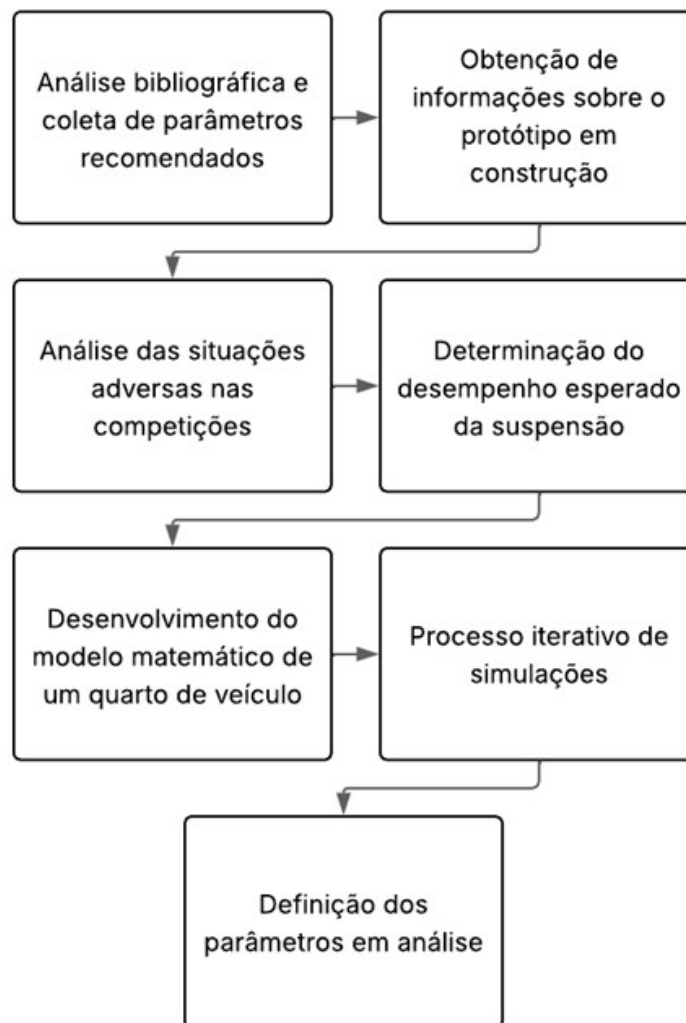 Análise bibliográfica e
coleta de parâmetros
recomendados
Obtenção de
informações sobre o
protótipo em
construção
Análise das situações
adversas nas
competições
Determinação do
desempenho esperado
da suspensão
Desenvolvimento do
modelo matemático de
um quarto de veículo
Processo iterativo de
simulações
Definição dos
parâmetros em análise